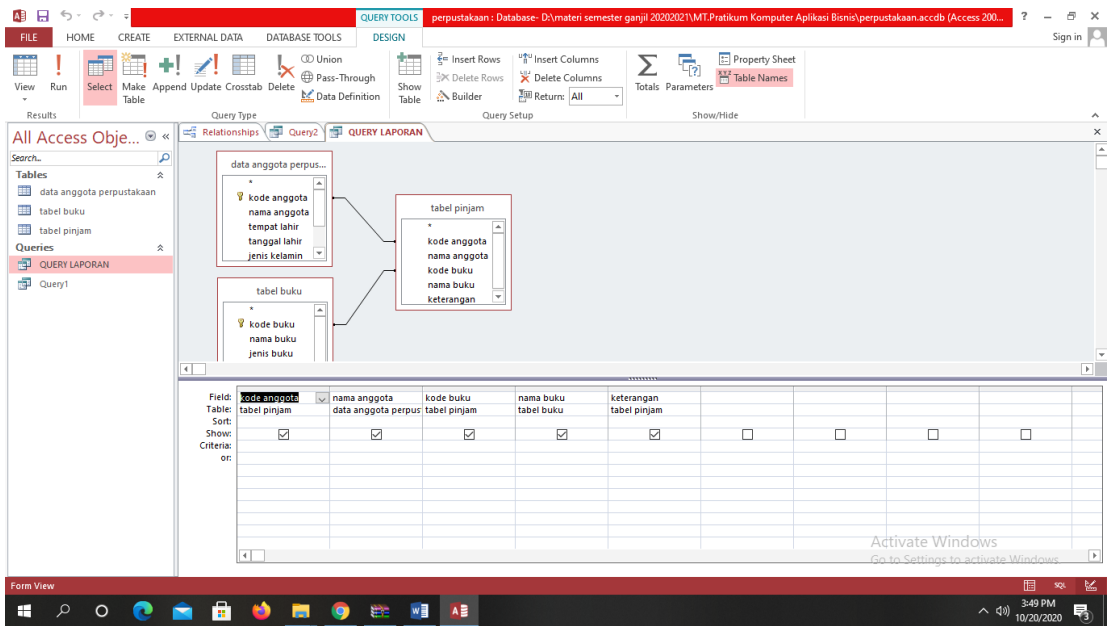 QUERY TOOLS perpustakaan : Database- D:\materi semester ganjil 20202021\MT.Pratikum Komputer Aplikasi Bisnis\perpustakaan.accdb (Access 200... ?
FILE HOME CREATE EXTERNAL DATA DATABASE TOOLS DESIGN Sign in
View
Run
Select
Make Table
Append
Update
Crosstab
Delete
Union
Pass-Through
Data Definition
Show Table
Insert Rows
Delete Rows
Builder
Insert Columns
Delete Columns
Return: All
Totals
Parameters
Property Sheet
Table Names
Results Query Type Query Setup Show/Hide
All Access Obje... «
Search...
Tables
data anggota perpustakaan
tabel buku
tabel pinjam
Queries
QUERY LAPORAN
Query1
Relationships Query2 QUERY LAPORAN
data anggota perpus...
*
kode anggota
nama anggota
tempat lahir
tanggal lahir
jenis kelamin
tabel pinjam
*
kode anggota
nama anggota
kode buku
nama buku
keterangan
tabel buku
*
kode buku
nama buku
jenis buku
Field: kode anggota nama anggota kode buku nama buku keterangan
Table: tabel pinjam data anggota perpus tabel pinjam tabel buku tabel pinjam
Sort:
Show:
Criteria:
or:
Activate Windows
Go to Settings to activate Windows.
Form View SQL
3:49 PM
10/20/2020
3